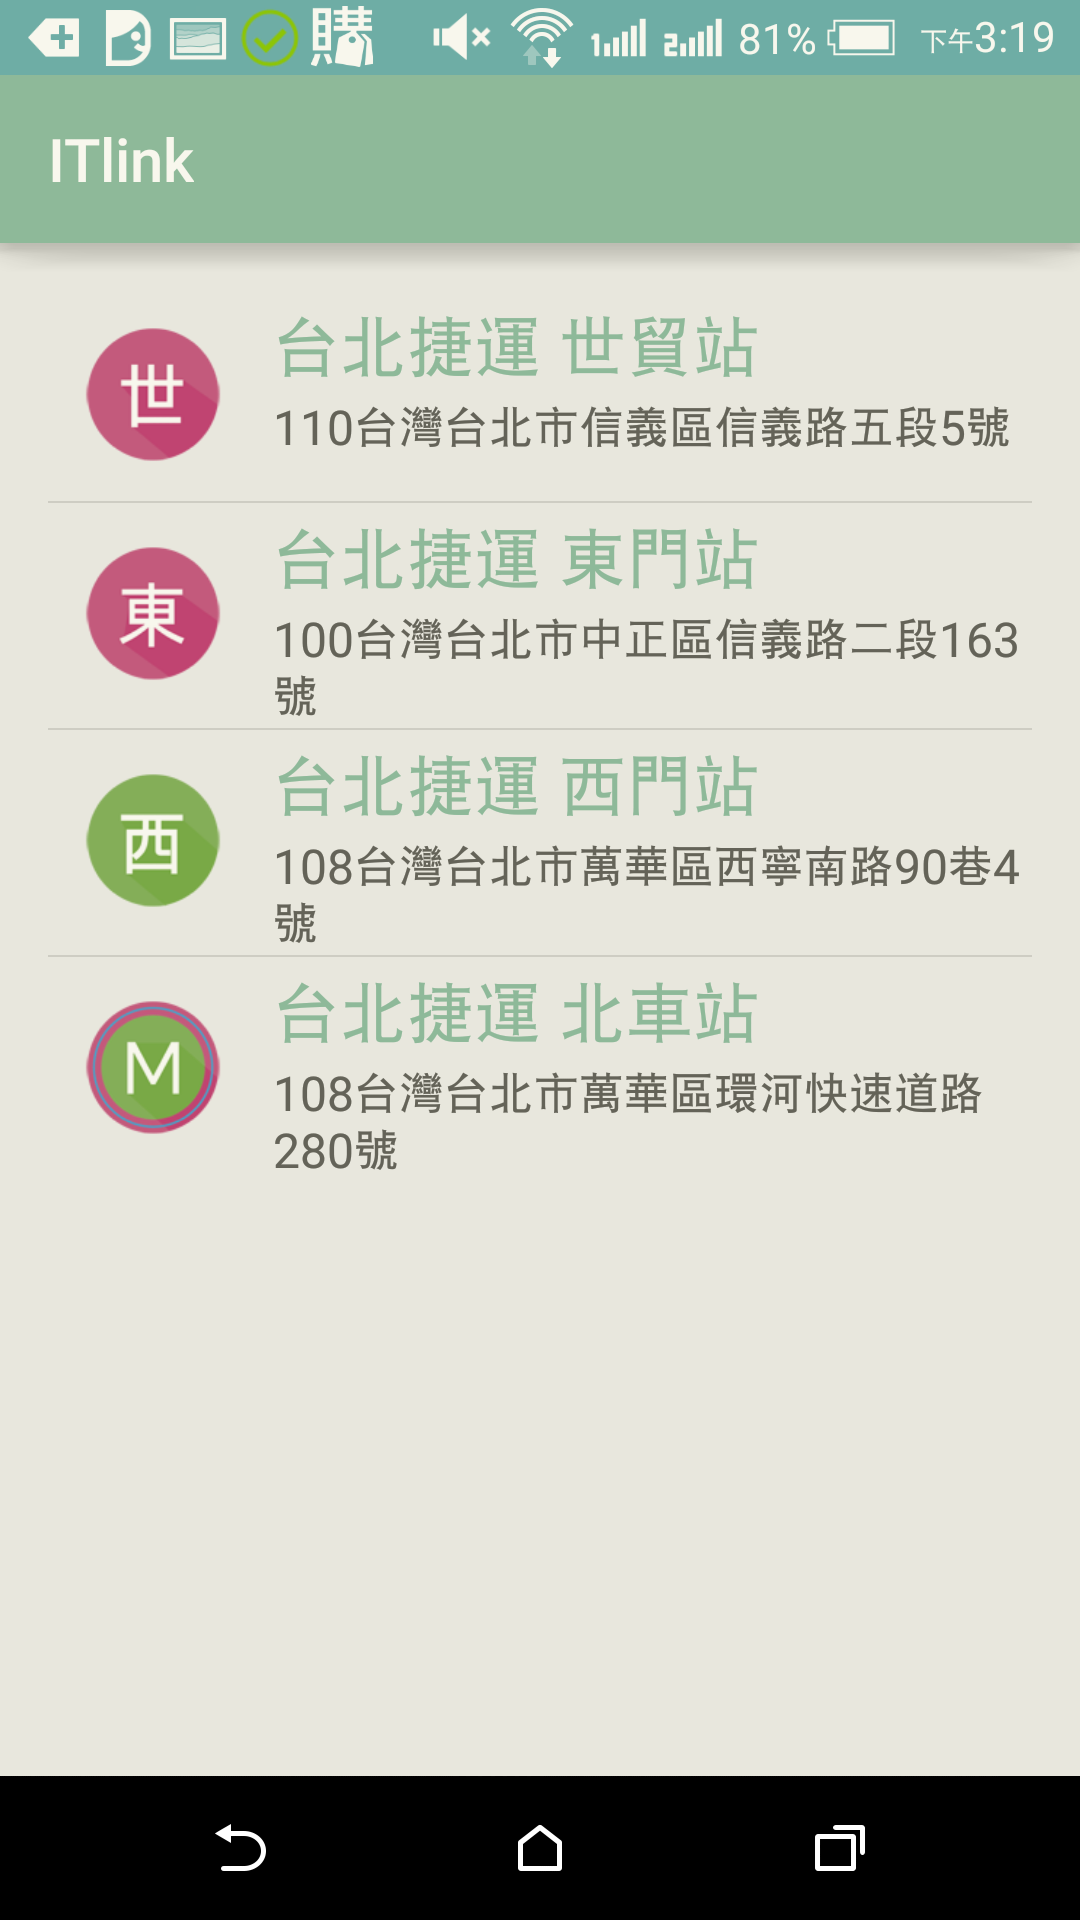 購 1 2 81% 下午3:19
ITlink
世
台北捷運 世貿站
110台灣台北市信義區信義路五段5號
東
台北捷運 東門站
100台灣台北市中正區信義路二段163
號
西
台北捷運 西門站
108台灣台北市萬華區西寧南路90巷4
號
M
台北捷運 北車站
108台灣台北市萬華區環河快速道路
280號